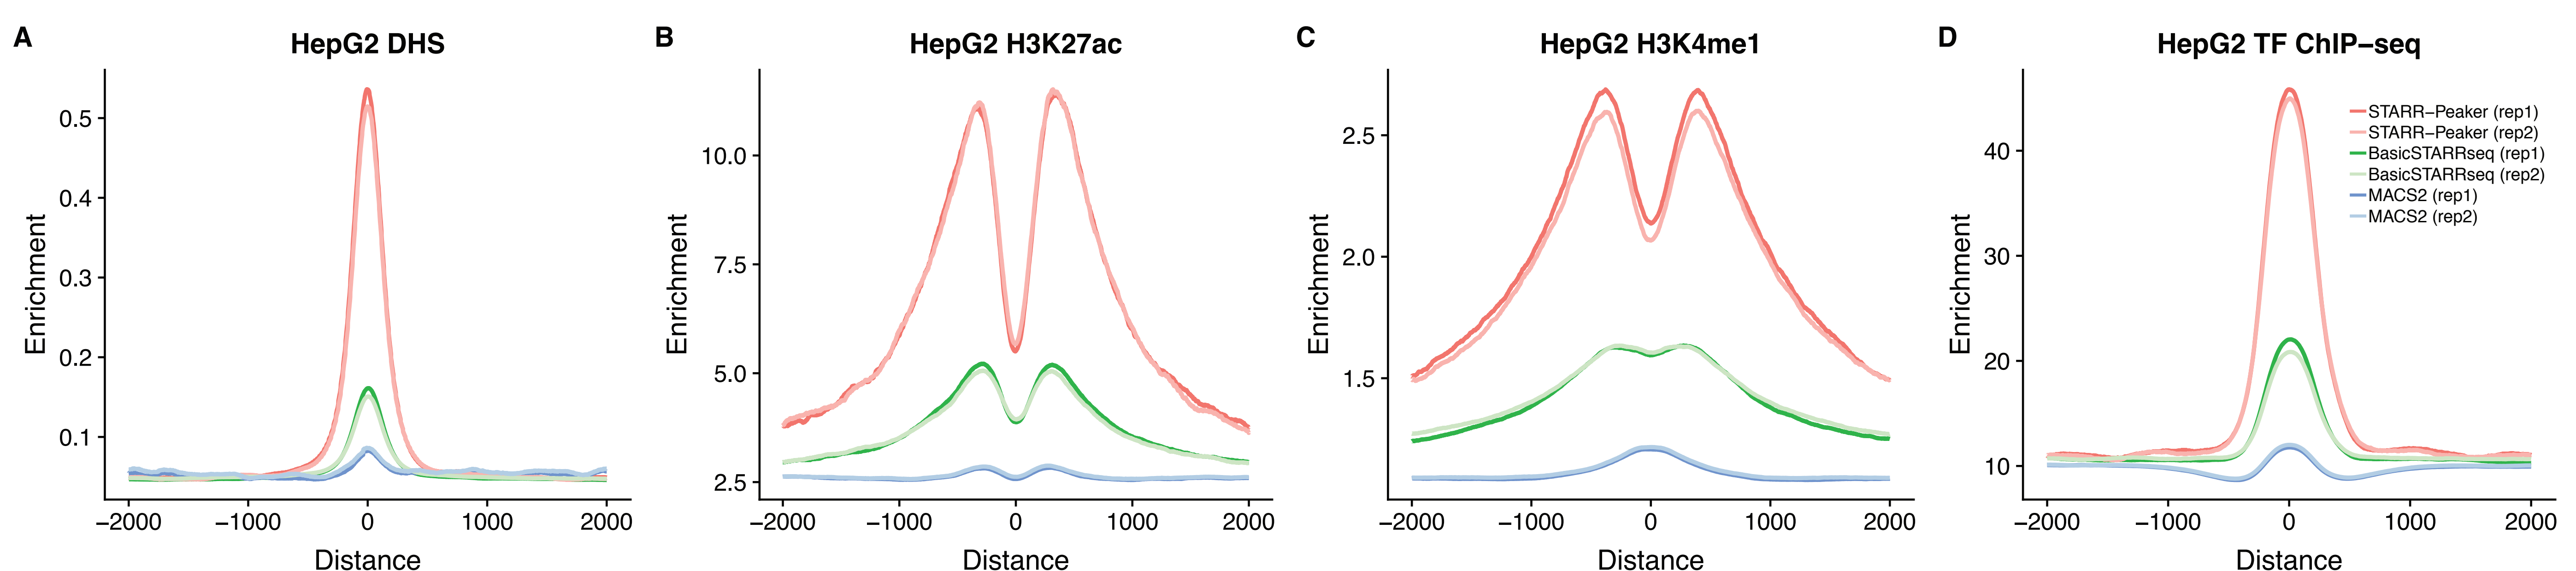 A
HepG2 DHS
Enrichment
0.5
0.4
0.3
0.2
0.1
−2000
−1000
0
1000
2000
Distance
B
HepG2 H3K27ac
Enrichment
10.0
7.5
5.0
2.5
−2000
−1000
0
1000
2000
Distance
C
HepG2 H3K4me1
Enrichment
2.5
2.0
1.5
−2000
−1000
0
1000
2000
Distance
D
HepG2 TF ChIP−seq
Enrichment
40
30
20
10
−2000
−1000
0
1000
2000
Distance
STARR−Peaker (rep1)
STARR−Peaker (rep2)
BasicSTARRseq (rep1)
BasicSTARRseq (rep2)
MACS2 (rep1)
MACS2 (rep2)